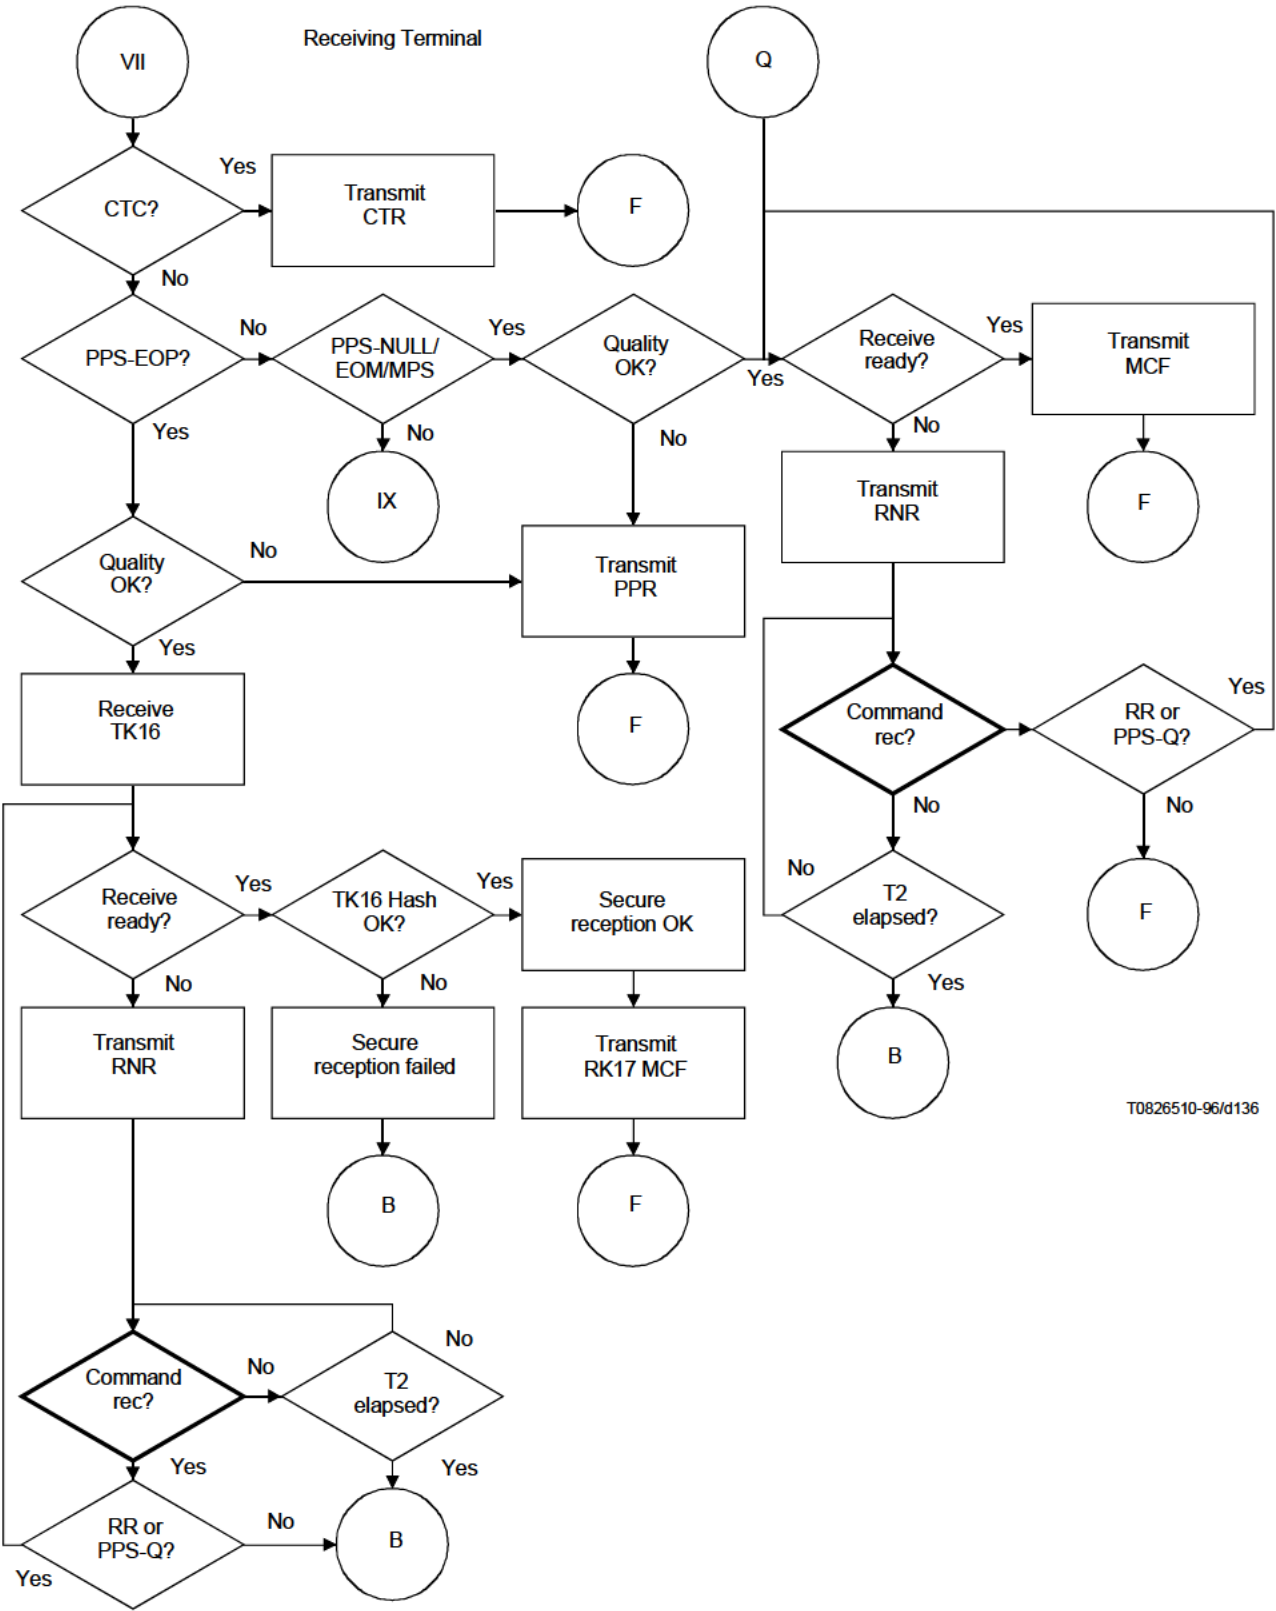 Receiving Terminal
VII
Q
Yes
CTC?
Transmit
CTR
F
No
PPS-EOP?
No
PPS-NULL/
EOM/MPS
Yes
Quality
OK?
Yes
Receive
ready?
Yes
Transmit
MCF
Yes
No
No
No
IX
Transmit
RNR
F
Quality
OK?
No
Transmit
PPR
Yes
Receive
TK16
F
Command
rec?
RR or
PPS-Q?
Yes
No
No
Receive
ready?
Yes
TK16 Hash
OK?
Yes
Secure
reception OK
No
T2
elapsed?
F
No
No
Yes
Transmit
RNR
Secure
reception failed
Transmit
RK17 MCF
B
T0826510-96/d136
B
F
No
Command
rec?
No
T2
elapsed?
Yes
Yes
RR or
PPS-Q?
No
B
Yes